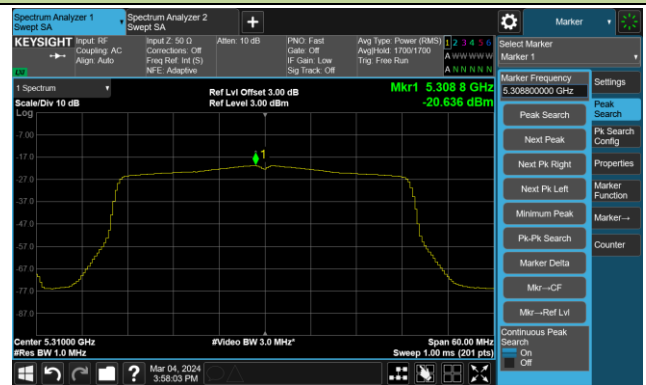 Spectrum Analyzer 1
Swept SA
Spectrum Analyzer 2
Swept SA
+
Marker
KEYSIGHT
Input: RF
Coupling: AC
Align: Auto
Input Z: 50 Ω
Corrections: Off
Freq Ref: Int (S)
NFE: Adaptive
Atten: 10 dB
PNO: Fast
Gate: Off
IF Gain: Low
Sig Track: Off
Avg Type: Power (RMS)
Avg|Hold: 1700/1700
Trig: Free Run
1 2 3 4 5 6
A W W W W W
A N N N N N
LW
Select Marker
Marker 1
1 Spectrum
Scale/Div 10 dB
Log
Ref Lvl Offset 3.00 dB
Ref Level 3.00 dBm
Mkr1 5.308 8 GHz
-20.636 dBm
-7.00
-17.0
-27.0
-37.0
-47.0
-57.0
-67.0
-77.0
-87.0
1
Center 5.31000 GHz
#Res BW 1.0 MHz
#Video BW 3.0 MHz*
Span 60.00 MHz
Sweep 1.00 ms (201 pts)
Marker Frequency
5.308800000 GHz
Peak Search
Next Peak
Next Pk Right
Next Pk Left
Minimum Peak
Pk-Pk Search
Marker Delta
Mkr→CF
Mkr→Ref Lvl
Continuous Peak
Search
On
Off
Settings
Peak
Search
Pk Search
Config
Properties
Marker
Function
Marker→
Counter
?
Mar 04, 2024
3:58:03 PM